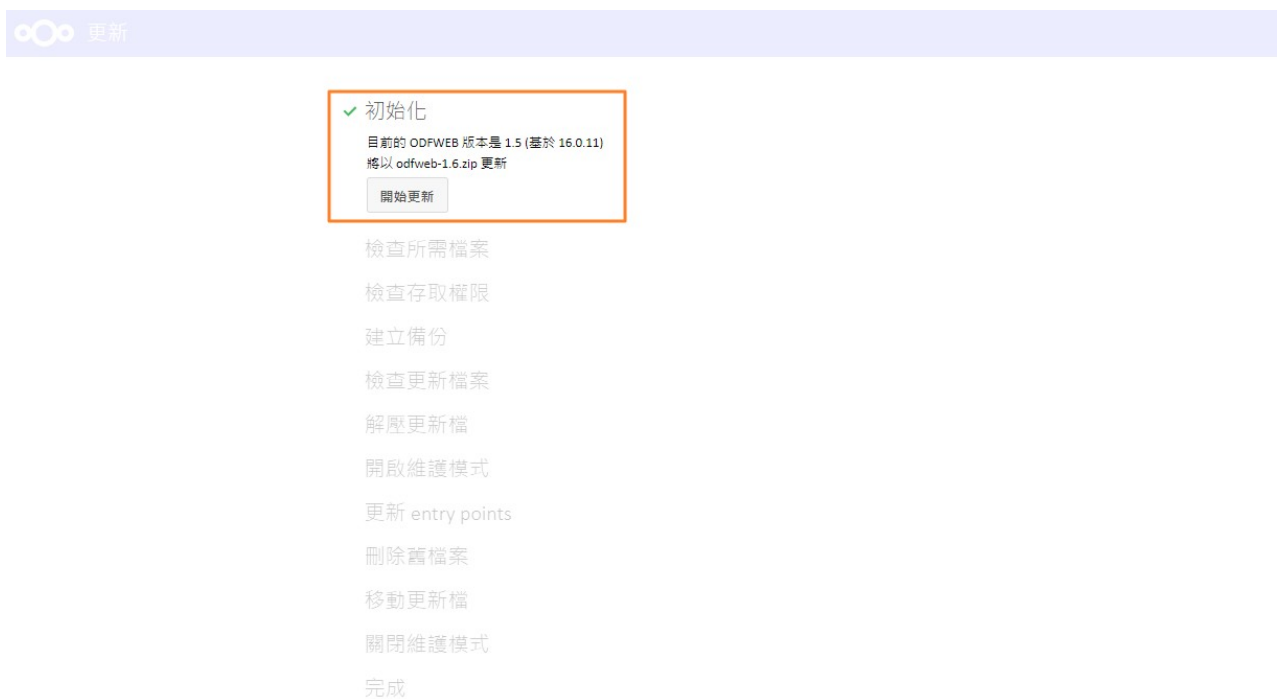 更新
初始化
目前的 ODFWEB 版本是 1.5 (基於 16.0.11)
將以 odfweb-1.6.zip 更新
開始更新
檢查所需檔案
檢查存取權限
建立備份
檢查更新檔案
解壓更新檔
開啟維護模式
更新 entry points
刪除舊檔案
移動更新檔
關閉維護模式
完成